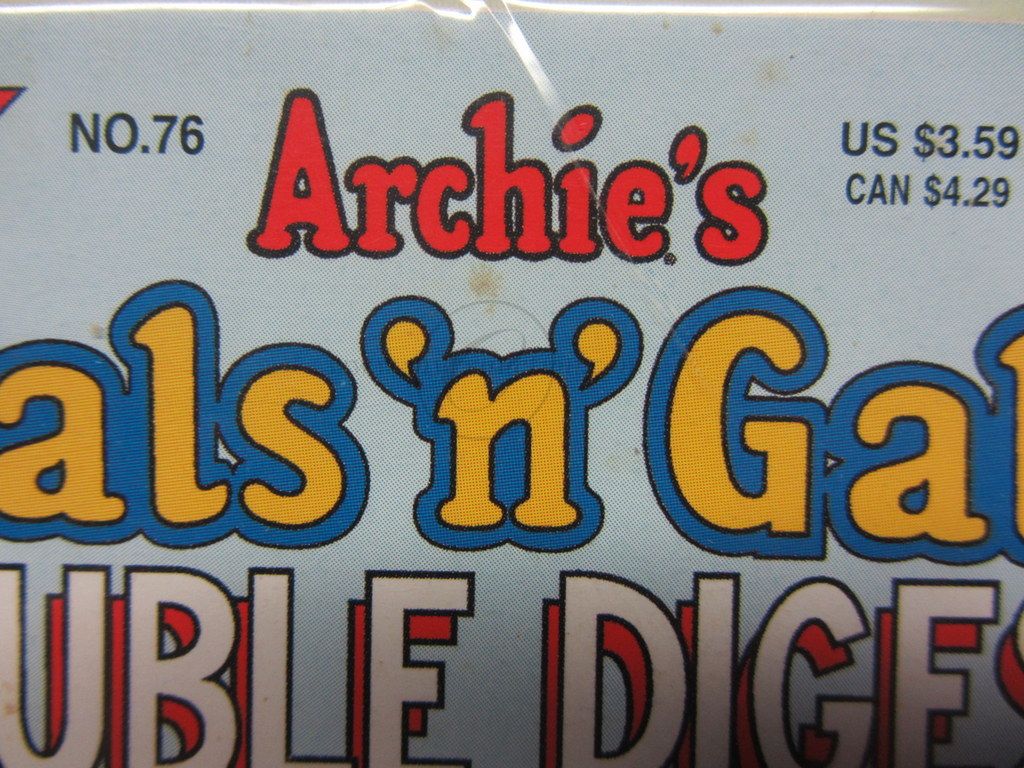 NO.76
Archie's
US $3.59
CAN $4.29
als 'n' Gal
UBLE DIGES